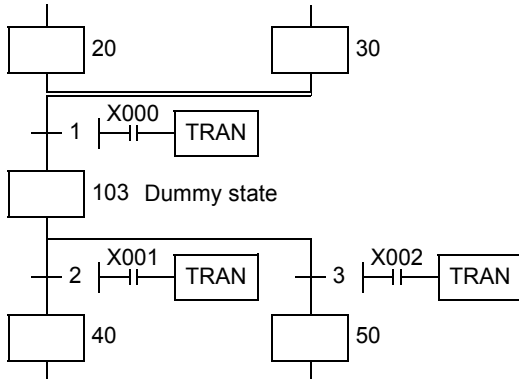 20
30
X000
1
TRAN
103 Dummy state
X001
X002
2
TRAN
3
TRAN
40
50